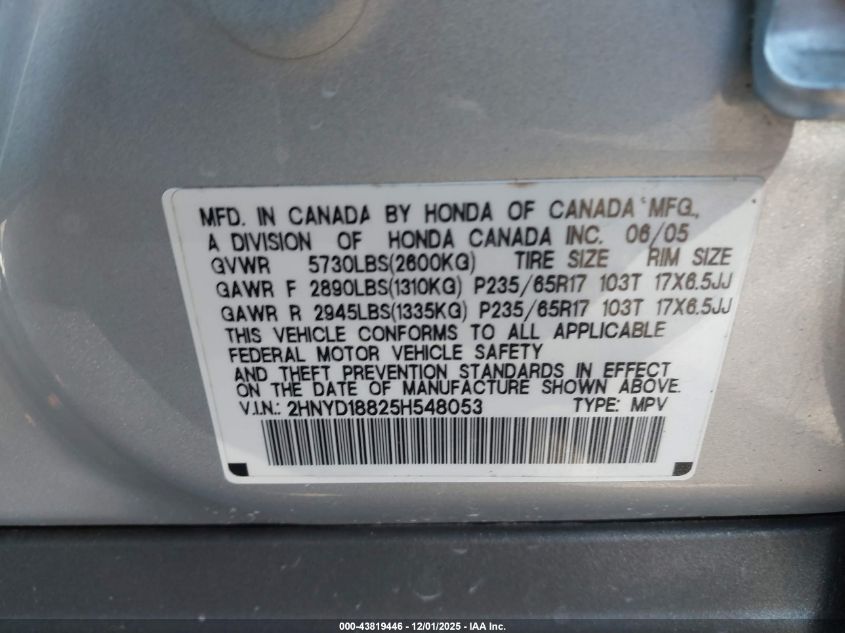 MFD. IN CANADA BY HONDA OF CANADA MFG.,
A DIVISION OF HONDA CANADA INC. 06/05
GVWR 5730LBS(2600KG) TIRE SIZE RIM SIZE
GAWR F 2890LBS(1310KG) P235/65R17 103T 17X6.5JJ
GAWR R 2945LBS(1335KG) P235/65R17 103T 17X6.5JJ
THIS VEHICLE CONFORMS TO ALL APPLICABLE
FEDERAL MOTOR VEHICLE SAFETY
AND THEFT PREVENTION STANDARDS IN EFFECT
ON THE DATE OF MANUFACTURE SHOWN ABOVE.
V.I.N.: 2HNYD18825H548053 TYPE: MPV
000-43819446 - 12/01/2025 - IAA Inc.